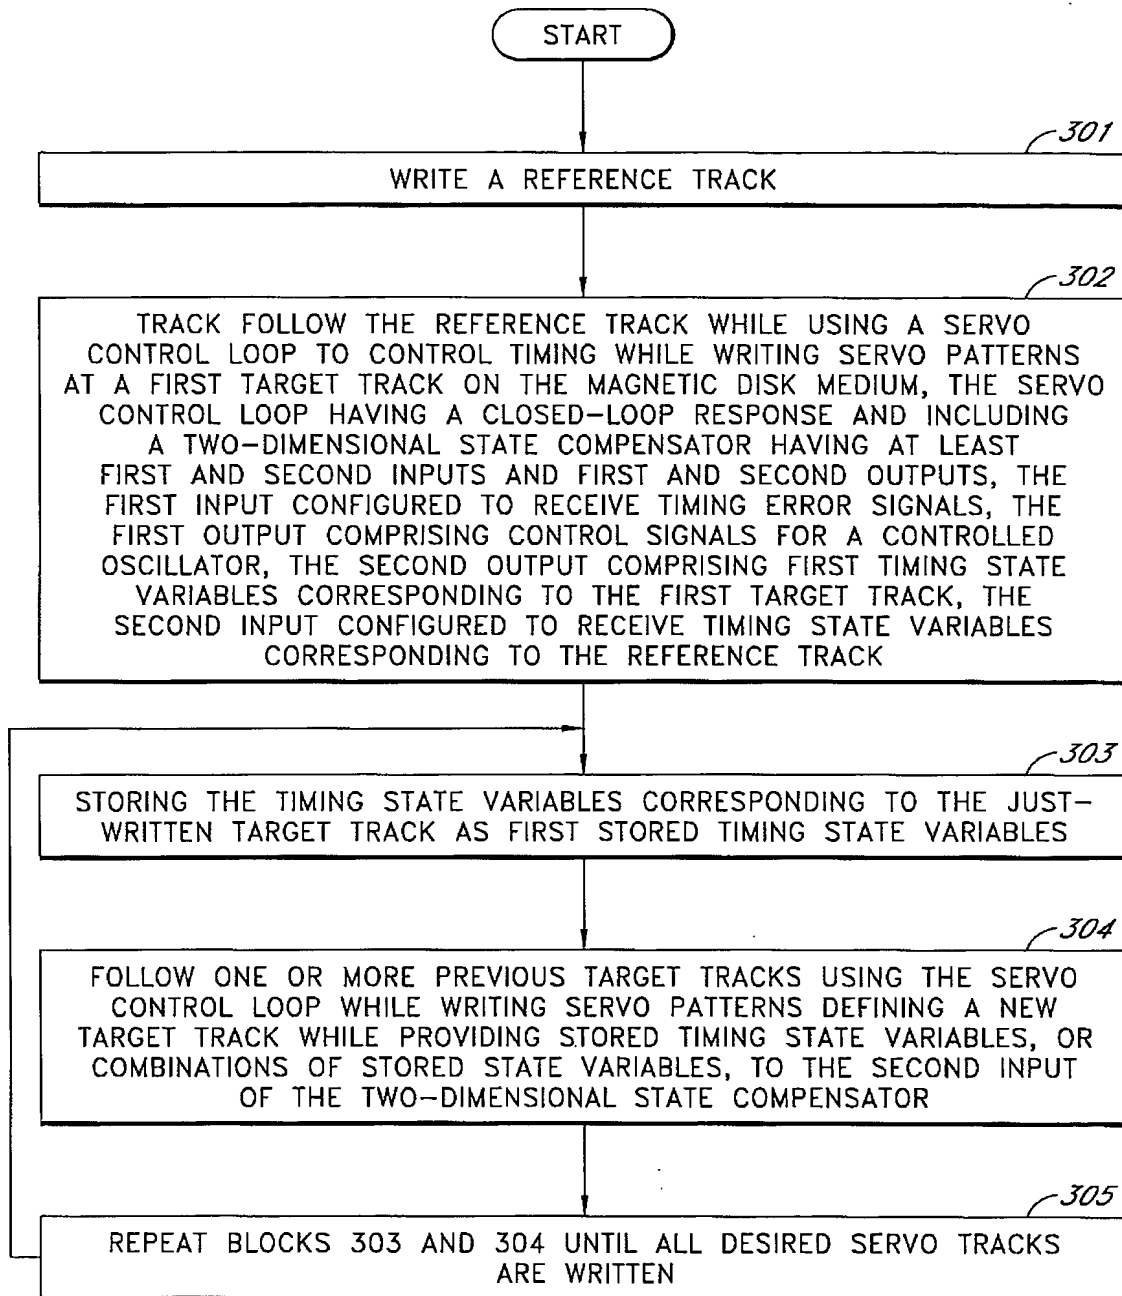 START
301
WRITE A REFERENCE TRACK
302
TRACK FOLLOW THE REFERENCE TRACK WHILE USING A SERVO
CONTROL LOOP TO CONTROL TIMING WHILE WRITING SERVO PATTERNS
AT A FIRST TARGET TRACK ON THE MAGNETIC DISK MEDIUM, THE SERVO
CONTROL LOOP HAVING A CLOSED-LOOP RESPONSE AND INCLUDING
A TWO-DIMENSIONAL STATE COMPENSATOR HAVING AT LEAST
FIRST AND SECOND INPUTS AND FIRST AND SECOND OUTPUTS, THE
FIRST INPUT CONFIGURED TO RECEIVE TIMING ERROR SIGNALS, THE
FIRST OUTPUT COMPRISING CONTROL SIGNALS FOR A CONTROLLED
OSCILLATOR, THE SECOND OUTPUT COMPRISING FIRST TIMING STATE
VARIABLES CORRESPONDING TO THE FIRST TARGET TRACK, THE
SECOND INPUT CONFIGURED TO RECEIVE TIMING STATE VARIABLES
CORRESPONDING TO THE REFERENCE TRACK
303
STORING THE TIMING STATE VARIABLES CORRESPONDING TO THE JUST-
WRITTEN TARGET TRACK AS FIRST STORED TIMING STATE VARIABLES
304
FOLLOW ONE OR MORE PREVIOUS TARGET TRACKS USING THE SERVO
CONTROL LOOP WHILE WRITING SERVO PATTERNS DEFINING A NEW
TARGET TRACK WHILE PROVIDING STORED TIMING STATE VARIABLES, OR
COMBINATIONS OF STORED STATE VARIABLES, TO THE SECOND INPUT
OF THE TWO-DIMENSIONAL STATE COMPENSATOR
305
REPEAT BLOCKS 303 AND 304 UNTIL ALL DESIRED SERVO TRACKS
ARE WRITTEN